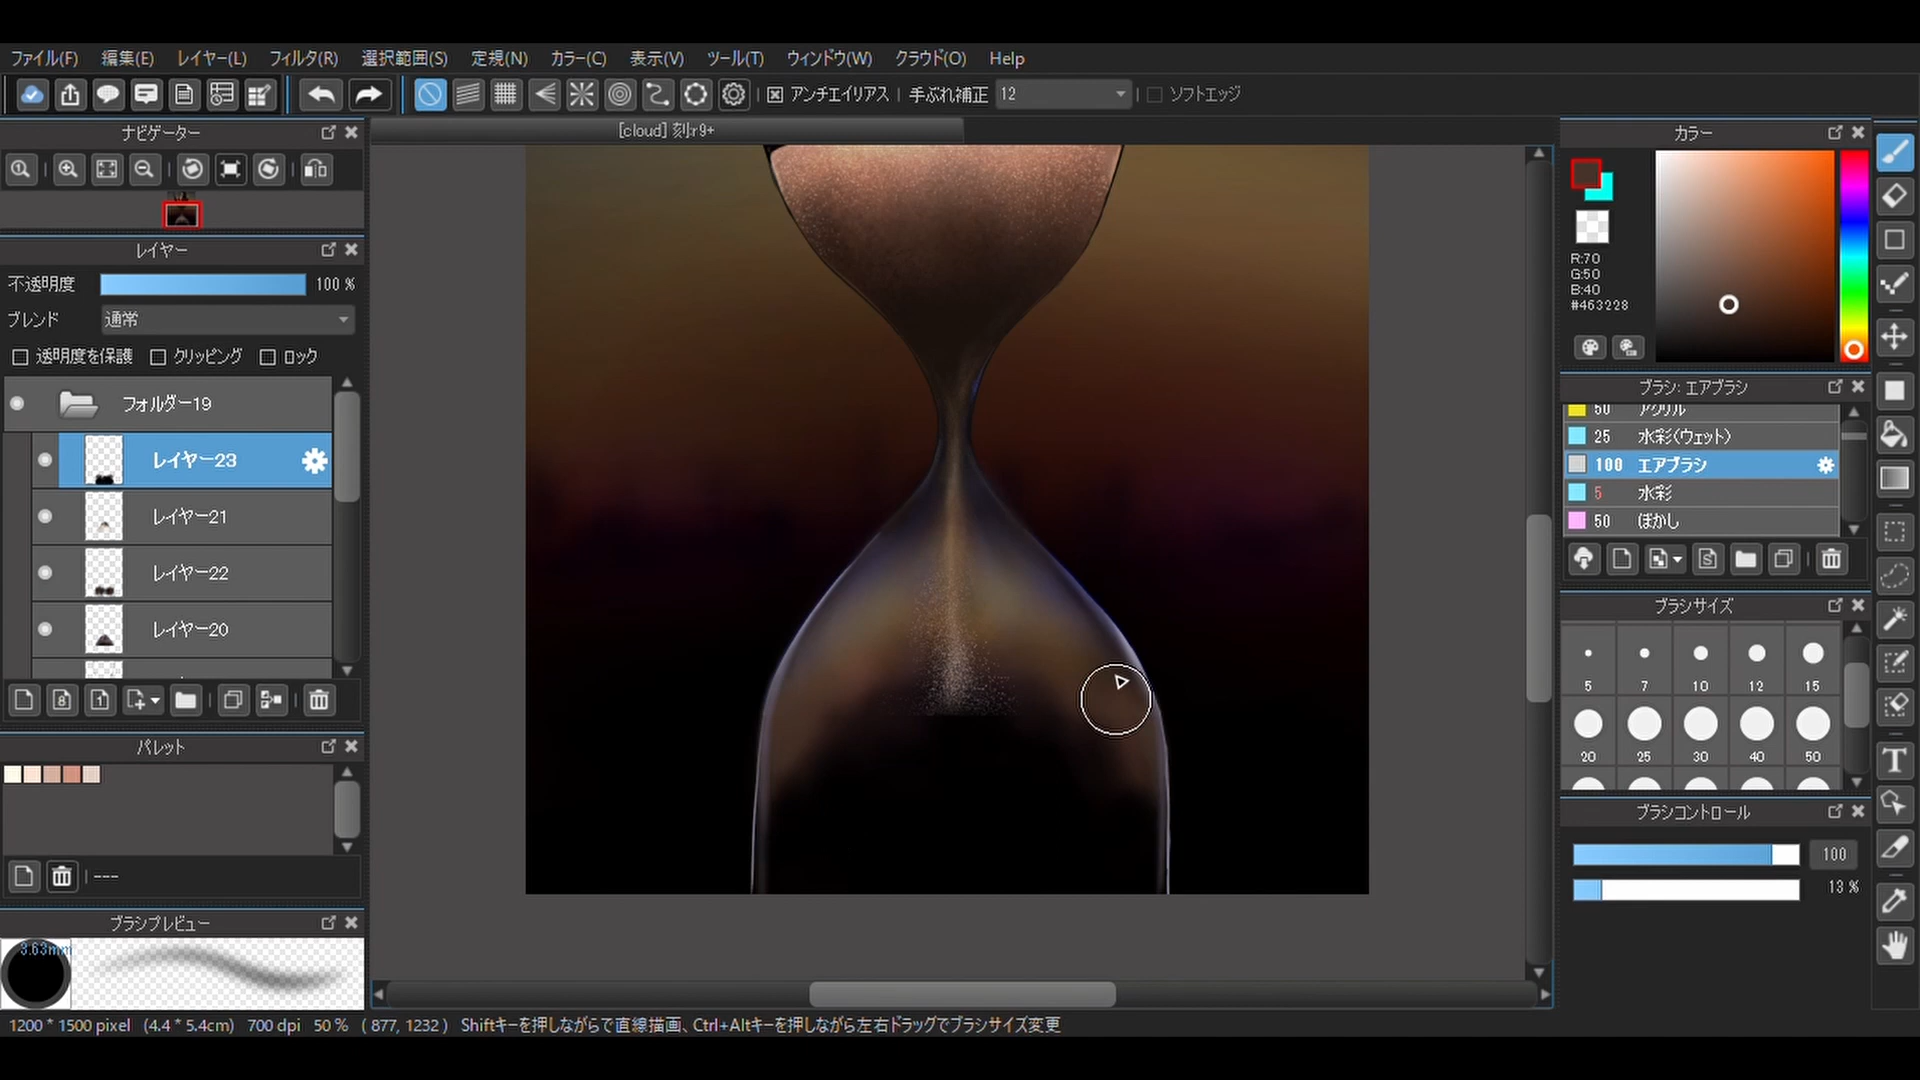 ファイル(F) 編集(E) レイヤー(L) フィルタ(R) 選択範囲(S) 定規(N) カラー(C) 表示(V) ツール(T) ウィンドウ(W) クラウド(O) Help
アンチエイリアス 手ぶれ補正 12 ソフトエッジ
ナビゲーター
[cloud] 刻:r9+
レイヤー
不透明度 100 %
ブレンド 通常
透明度を保護 クリッピング ロック
フォルダー19
レイヤー23
レイヤー21
レイヤー22
レイヤー20
パレット
---
ブラシプレビュー
3.63mm
カラー
R:70
G:50
B:40
#463228
ブラシ: エアブラシ
50 アクリル
25 水彩(ウェット)
100 エアブラシ
5 水彩
50 ぼかし
ブラシサイズ
5 7 10 12 15
20 25 30 40 50
ブラシコントロール
100
13 %
1200 * 1500 pixel (4.4 * 5.4cm) 700 dpi 50 % ( 877, 1232 ) Shiftキーを押しながらで直線描画、Ctrl+Altキーを押しながら左右ドラッグでブラシサイズ変更